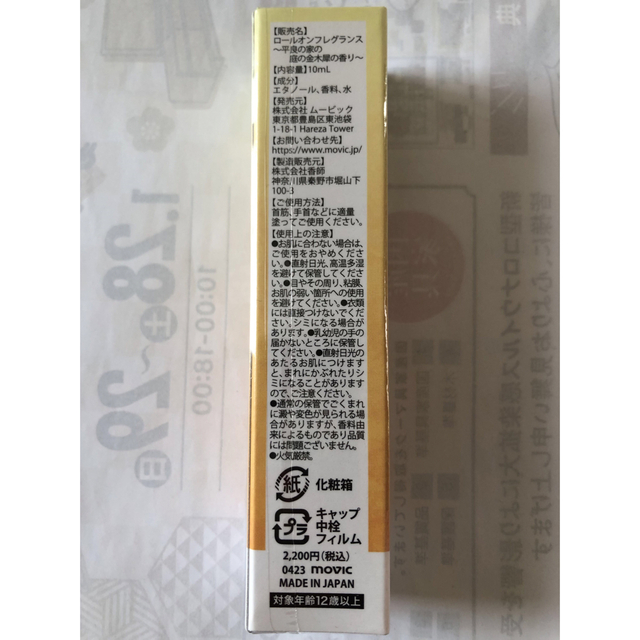 【販売名】
ロールオンフレグランス
～平良の家の
庭の金木犀の香り～
【内容量】10mL
【成分】
エタノール、香料、水
【発売元】
株式会社 ムービック
東京都豊島区東池袋
1-18-1 Hareza Tower
【お問い合わせ先】
https://www.movic.jp/
【製造販売元】
株式会社香師
神奈川県秦野市堀山下
100-3
【ご使用方法】
首筋、手首などに適量
塗ってご使用ください。
【使用上の注意】
●お肌に合わない場合は、
ご使用をおやめくださ
い。●直射日光、高温多湿
を避けて保管してくださ
い。●目やその周り、粘膜、
お肌の弱い箇所への使用
を避けてください。●衣類
には直接つけないでくだ
さい。シミになる場合があ
ります。●乳幼児の手の
届かないところに保管し
てください。●直射日光の
あたるお肌につけます
と、まれにかぶれたりシ
ミになることがあります
ので、ご注意ください。
●通常の保管でごくまれ
に澱や変色が見られる場
合がありますが、香料由
来によるものであり品質
には問題ございません。
●火気厳禁。
紙 化粧箱
プラ キャップ
中栓
フィルム
2,200円(税込)
0423 movic
MADE IN JAPAN
対象年齢12歳以上
1.28土～29日
10:00-18:00